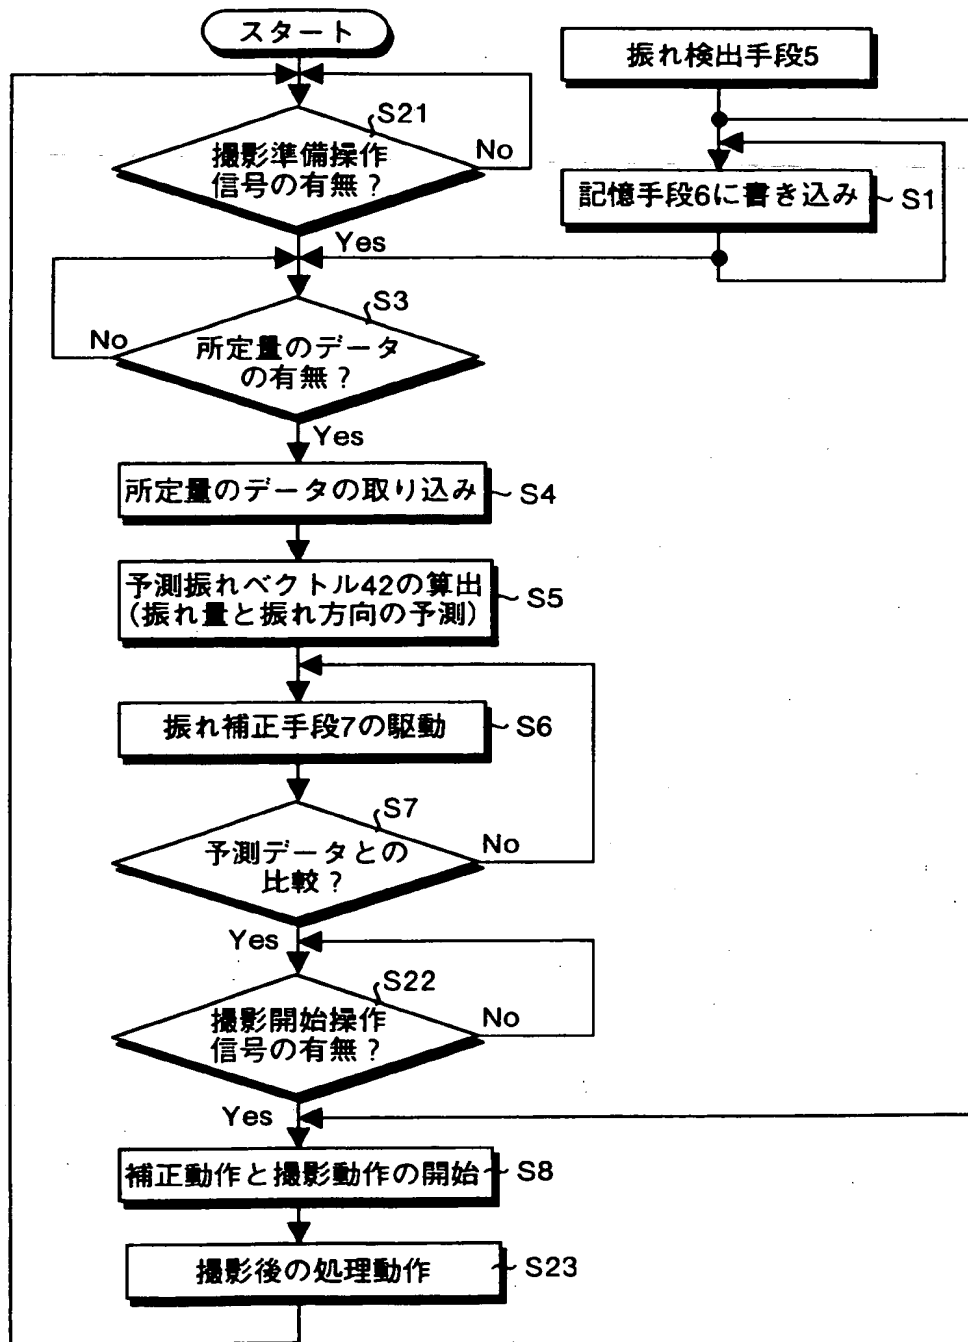 スタート
振れ検出手段5
S21
撮影準備操作
信号の有無?
No
記憶手段6に書き込み
S1
Yes
S3
No
所定量のデータ
の有無?
Yes
所定量のデータの取り込み
S4
予測振れベクトル42の算出
(振れ量と振れ方向の予測)
S5
振れ補正手段7の駆動
S6
S7
予測データとの
比較?
No
Yes
S22
撮影開始操作
信号の有無?
No
Yes
補正動作と撮影動作の開始
S8
撮影後の処理動作
S23